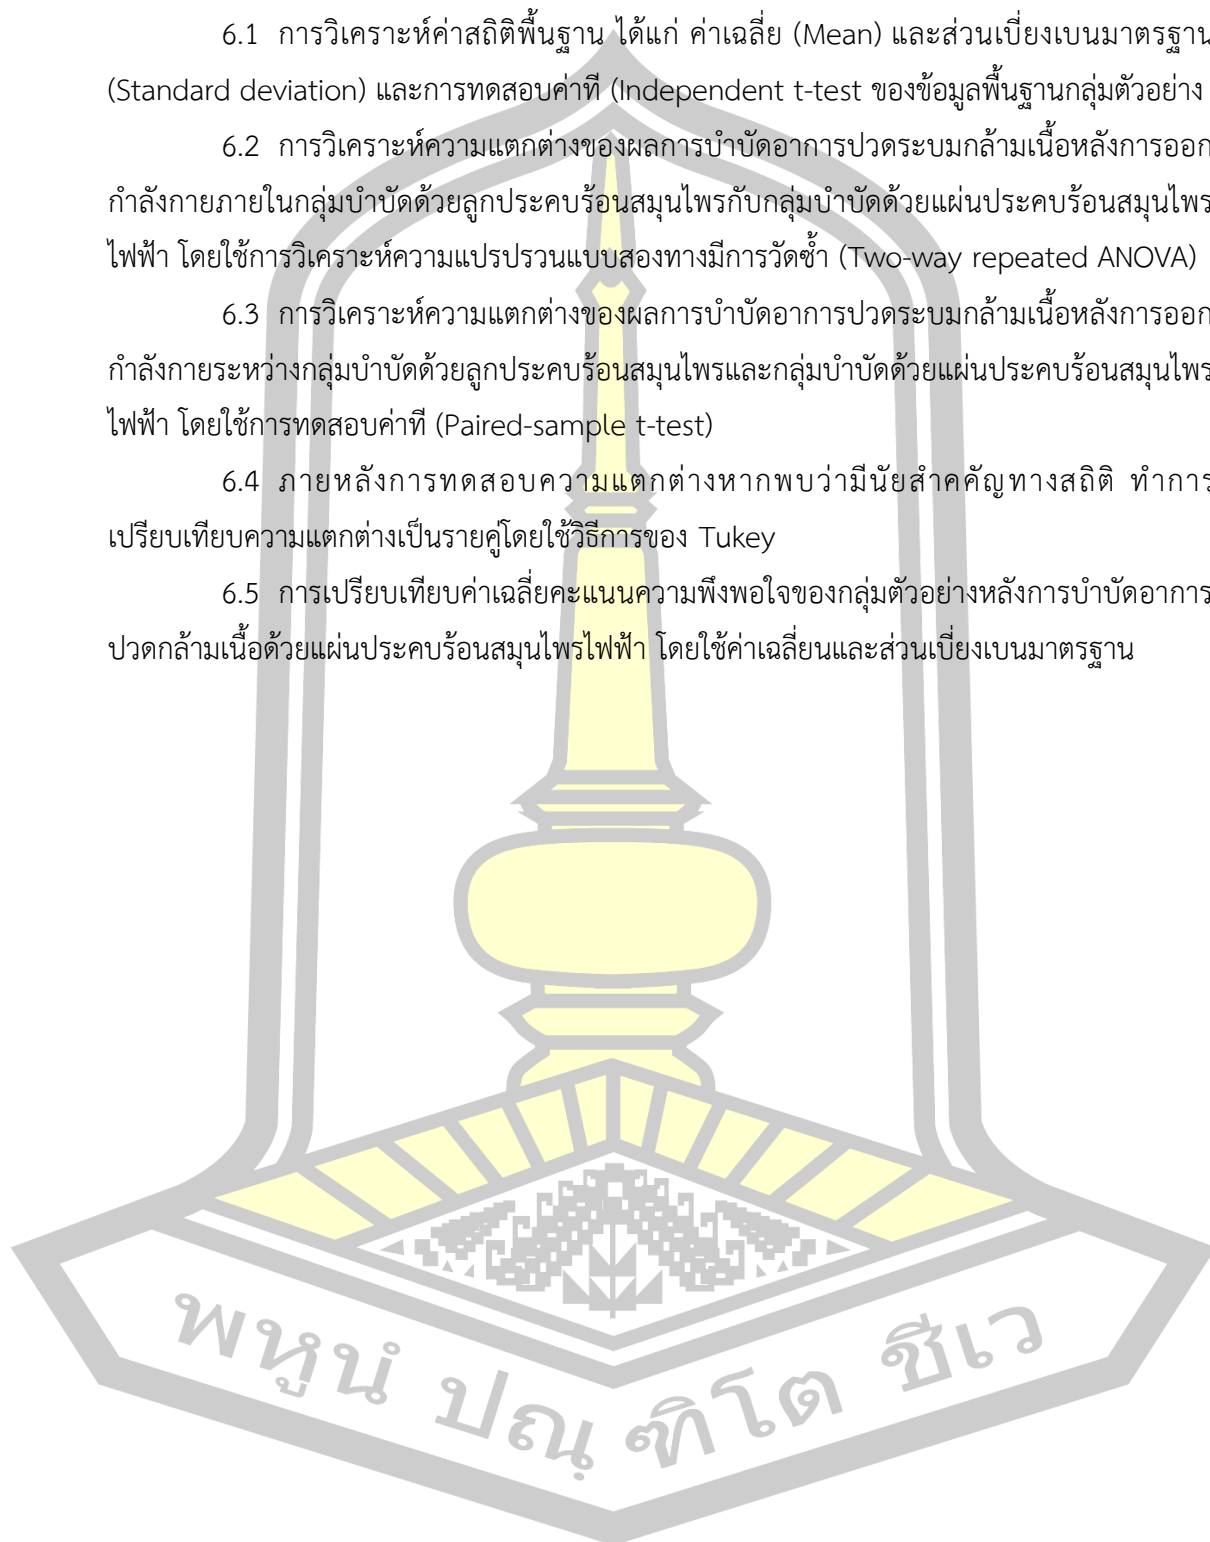 6.1 การวิเคราะห์ค่าสถิติพื้นฐาน ได้แก่ ค่าเฉลี่ย (Mean) และส่วนเบี่ยงเบนมาตรฐาน
(Standard deviation) และการทดสอบค่าที (Independent t-test ของข้อมูลพื้นฐานกลุ่มตัวอย่าง
6.2 การวิเคราะห์ความแตกต่างของผลการบำบัดอาการปวดระบมกล้ามเนื้อหลังการออก
กำลังกายภายในกลุ่มบำบัดด้วยลูกประคบร้อนสมุนไพรกับกลุ่มบำบัดด้วยแผ่นประคบร้อนสมุนไพร
ไฟฟ้า โดยใช้การวิเคราะห์ความแปรปรวนแบบสองทางมีการวัดซ้ำ (Two-way repeated ANOVA)
6.3 การวิเคราะห์ความแตกต่างของผลการบำบัดอาการปวดระบมกล้ามเนื้อหลังการออก
กำลังกายระหว่างกลุ่มบำบัดด้วยลูกประคบร้อนสมุนไพรและกลุ่มบำบัดด้วยแผ่นประคบร้อนสมุนไพร
ไฟฟ้า โดยใช้การทดสอบค่าที (Paired-sample t-test)
6.4 ภายหลังการทดสอบความแตกต่างหากพบว่ามีนัยสำคคัญทางสถิติ ทำการ
เปรียบเทียบความแตกต่างเป็นรายคู่โดยใช้วิธีการของ Tukey
6.5 การเปรียบเทียบค่าเฉลี่ยคะแนนความพึงพอใจของกลุ่มตัวอย่างหลังการบำบัดอาการ
ปวดกล้ามเนื้อด้วยแผ่นประคบร้อนสมุนไพรไฟฟ้า โดยใช้ค่าเฉลี่ยนและส่วนเบี่ยงเบนมาตรฐาน
พหูนํ ปณฺฑิโต ชีเว